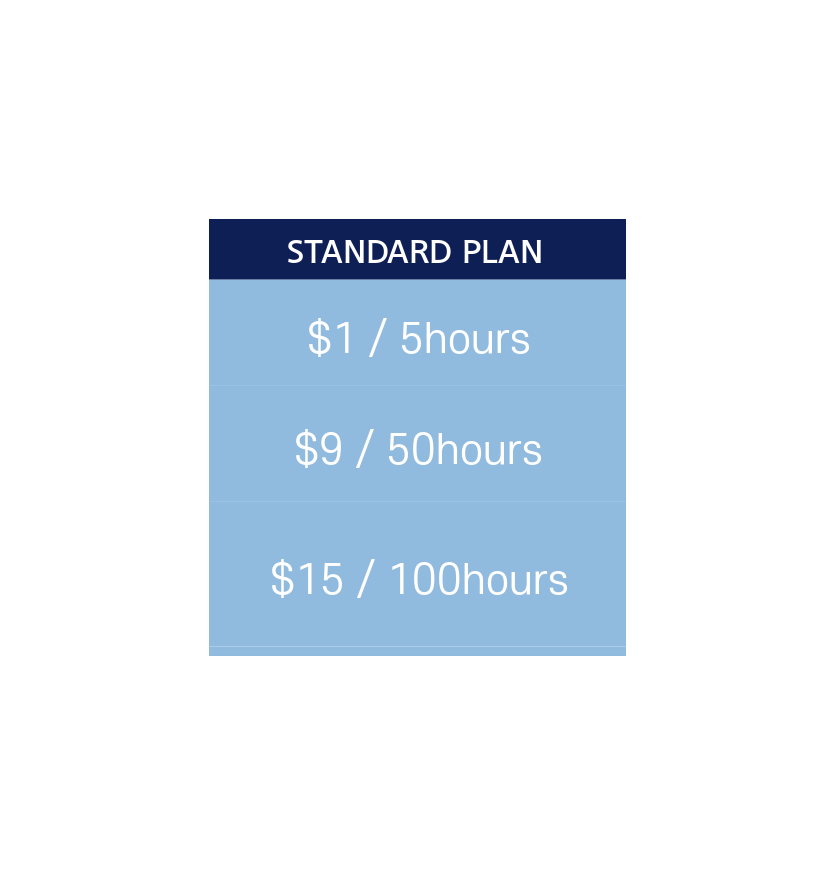 STANDARD PLAN
$1 / 5hours
$9 / 50hours
$15 / 100hours